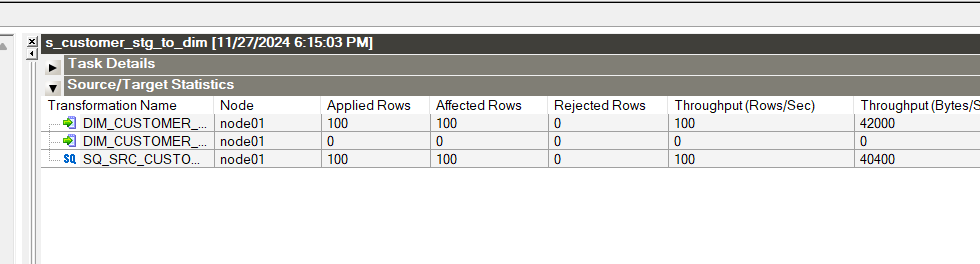 s_customer_stg_to_dim [11/27/2024 6:15:03 PM]
Task Details
Source/Target Statistics
Transformation Name Node Applied Rows Affected Rows Rejected Rows Throughput (Rows/Sec) Throughput (Bytes/S
DIM_CUSTOMER_... node01 100 100 0 100 42000
DIM_CUSTOMER_... node01 0 0 0 0 0
SQ SQ_SRC_CUSTO... node01 100 100 0 100 40400